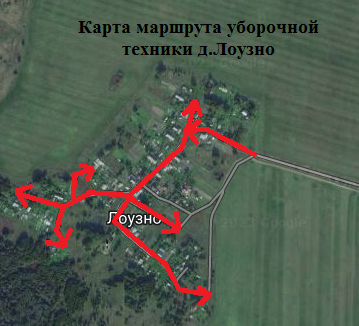 Карта маршрута уборочной
техники д.Лоузно
Лоузно